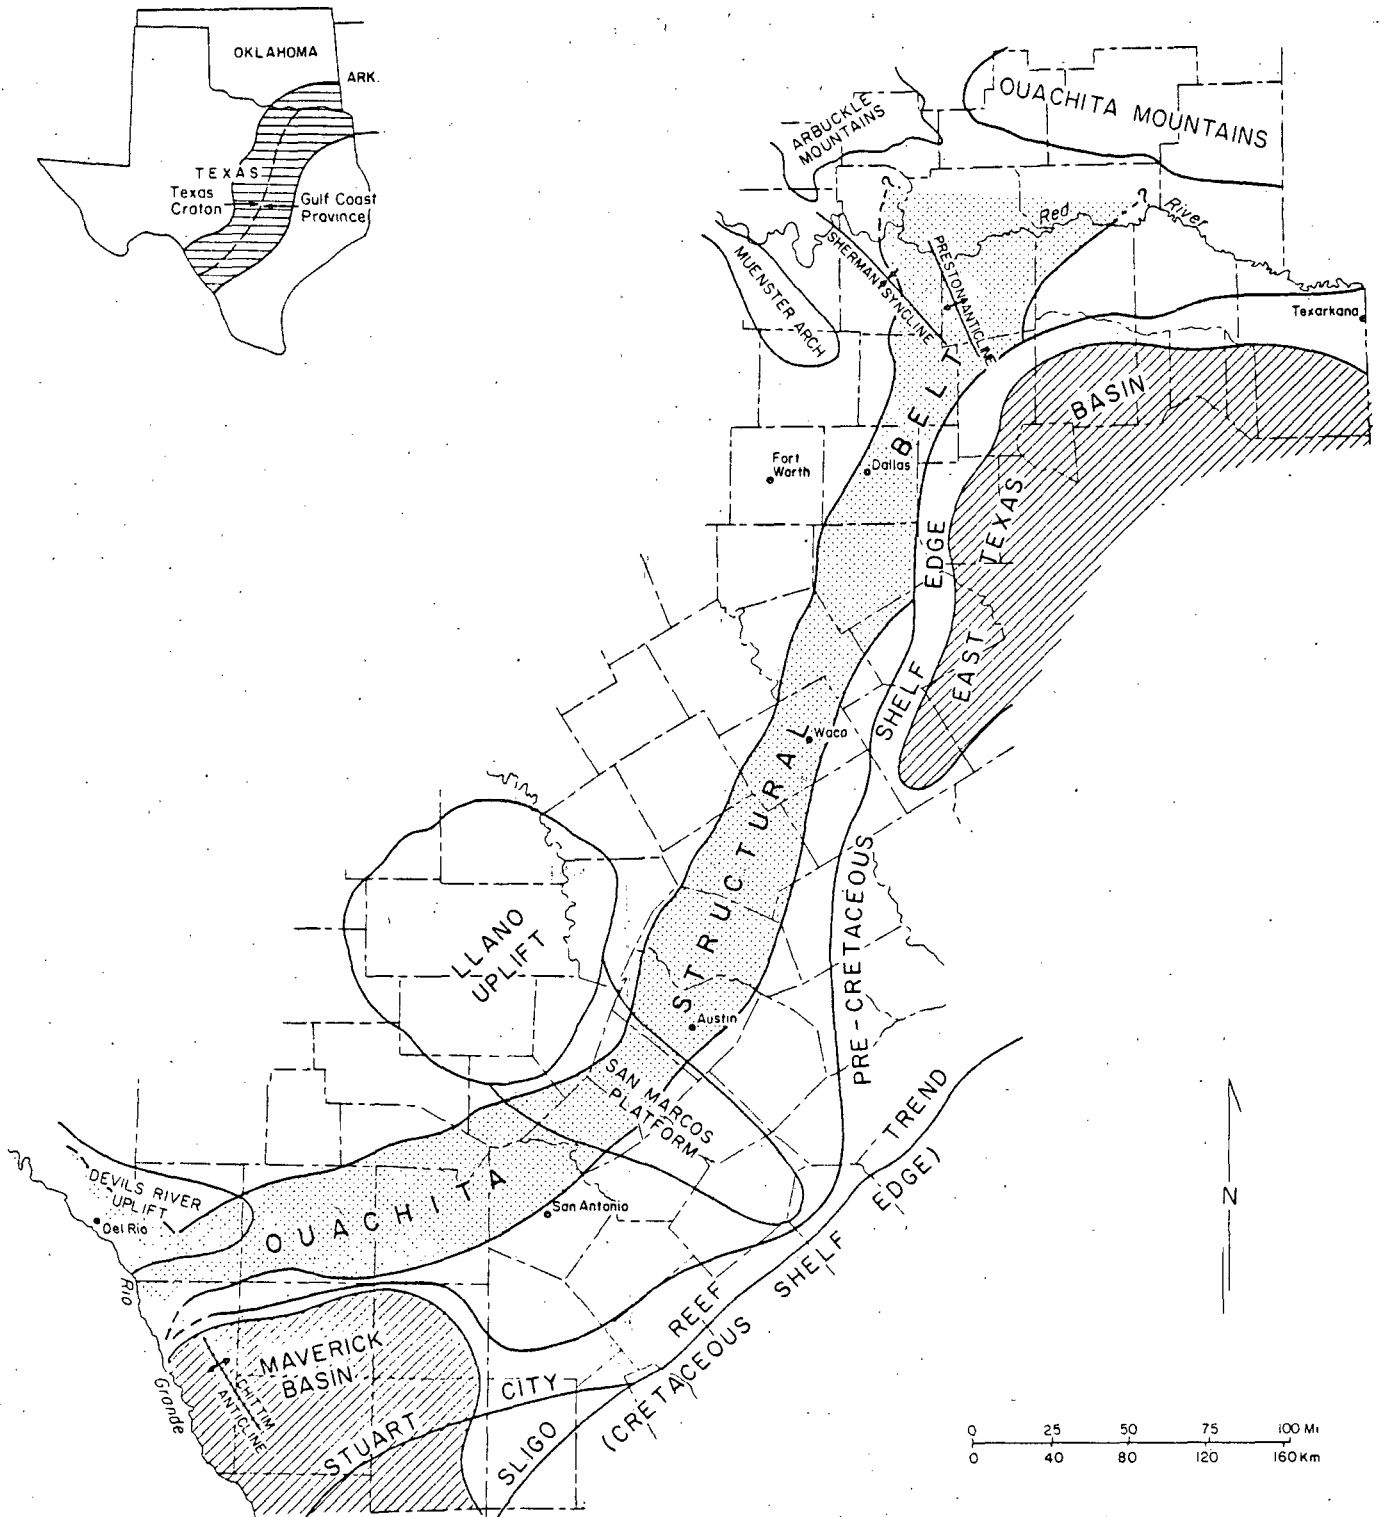 OKLAHOMA
ARK.
TEXAS
Texas
Craton
Gulf Coast
Province
ARBUCKLE
MOUNTAINS
OUACHITA MOUNTAINS
?
?
Red River
MUENSTER ARCH
SHERMAN SYNCLINE
PRESTON ANTICLINE
Texarkana
Fort
Worth
Dallas
EAST TEXAS BASIN
Waco
OUACHITA STRUCTURAL BELT
PRE-CRETACEOUS SHELF EDGE
LLANO
UPLIFT
Austin
SAN MARCOS
PLATFORM
DEVILS RIVER
UPLIFT
Del Rio
San Antonio
Rio Grande
MAVERICK
BASIN
CHITTIM
ANTICLINE
STUART CITY REEF TREND
SLIGO
(CRETACEOUS SHELF EDGE)
N
0 25 50 75 100 Mi
0 40 80 120 160 Km